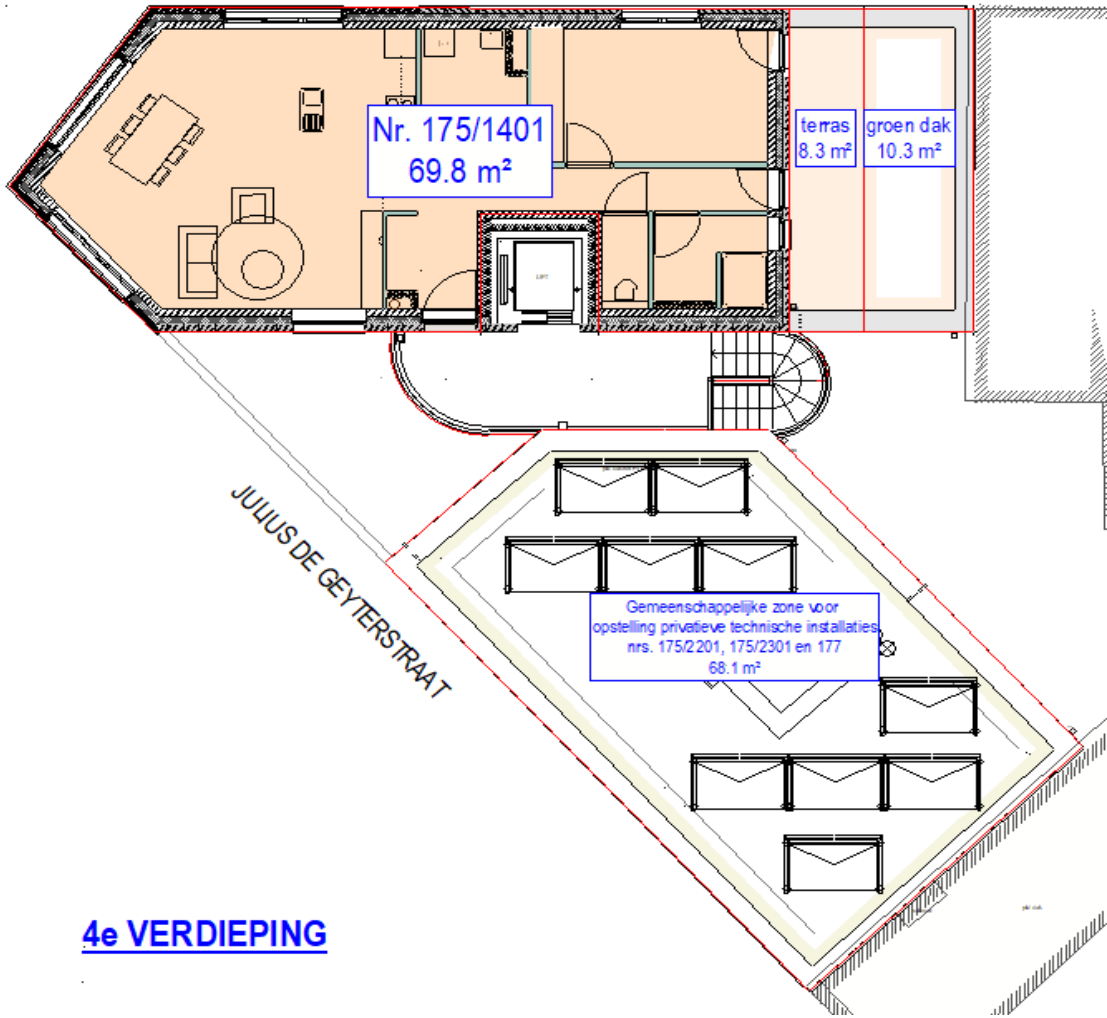 Nr. 175/1401
69.8 m²
terras
8.3 m²
groen dak
10.3 m²
LIFT
JULIUS DE GEYTERSTRAAT
Gemeenschappelijke zone voor
opstelling privatieve technische installaties
nrs. 175/2201, 175/2301 en 177
68.1 m²
4e VERDIEPING